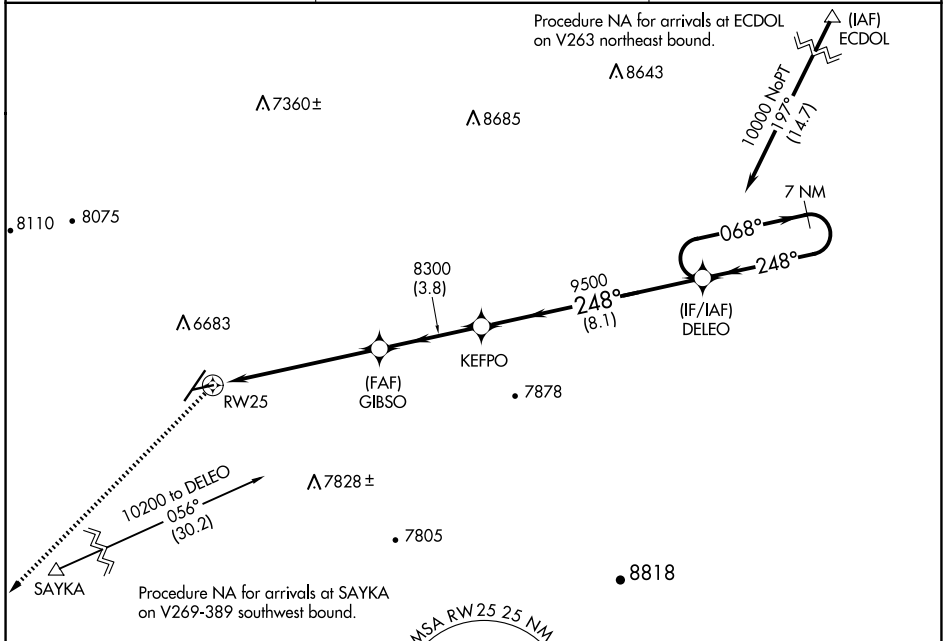 Procedure NA for arrivals at ECDOL
on V263 northeast bound.
(IAF)
ECDOL
8643
7360±
8685
10000 NoPT
197°
(14.7)
7 NM
8110
8075
068°
248°
8300
(3.8)
9500
248°
(8.1)
(IF/IAF)
DELEO
6683
KEFPO
(FAF)
GIBSO
7878
RW25
7828±
10200 to DELEO
056°
(30.2)
7805
SAYKA
8818
Procedure NA for arrivals at SAYKA
on V269-389 southwest bound.
MSA RW25 25 NM